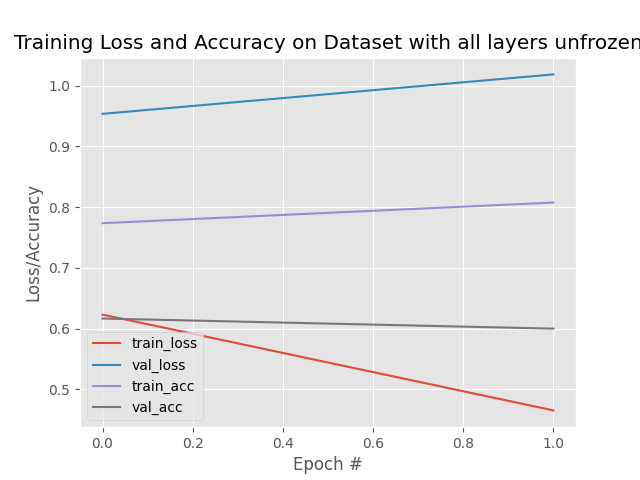 Training Loss and Accuracy on Dataset with all layers unfrozen
Loss/Accuracy
1.0
0.9
0.8
0.7
0.6
0.5
train_loss
val_loss
train_acc
val_acc
0.0 0.2 0.4 0.6 0.8 1.0
Epoch #